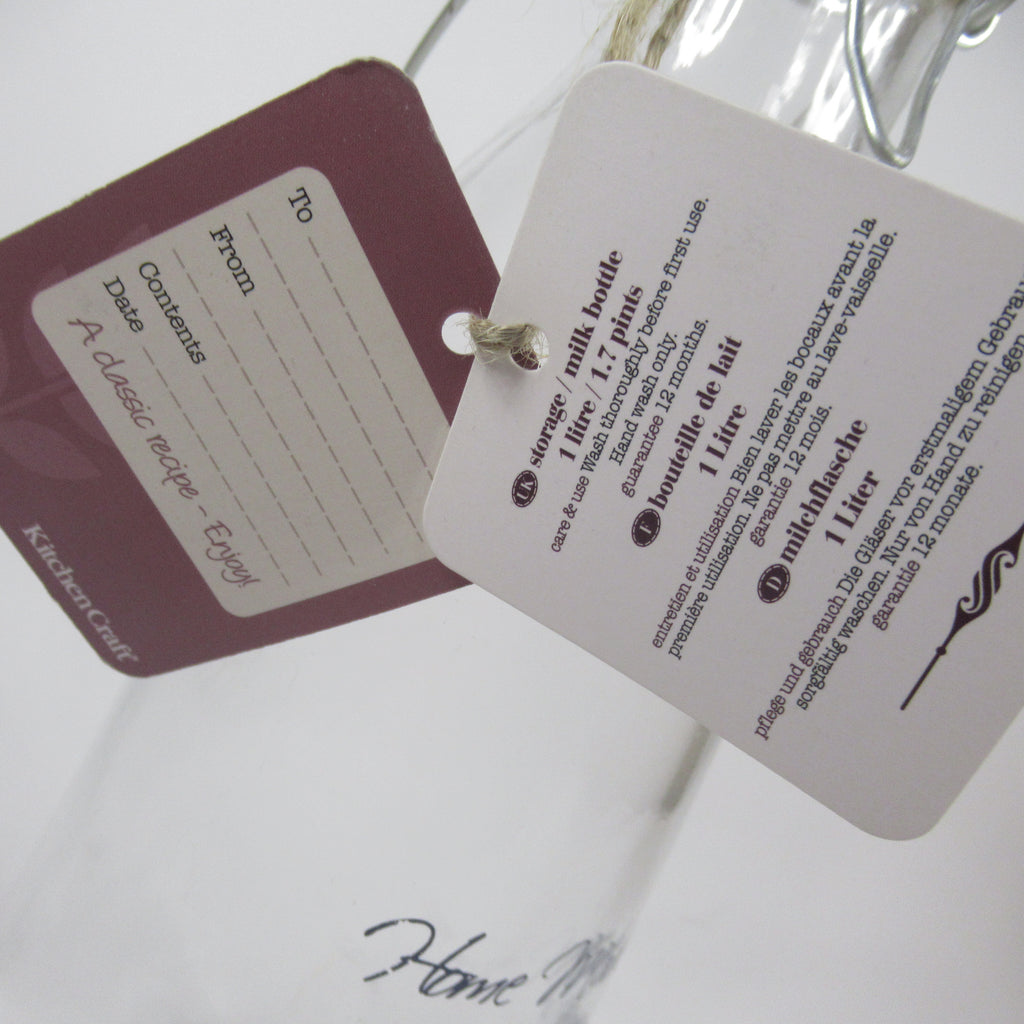 To
From
Contents
Date
A classic recipe - Enjoy!
KitchenCraft
UK storage / milk bottle
1 litre / 1.7 pints
care & use Wash thoroughly before first use.
Hand wash only.
guarantee 12 months.
F bouteille de lait
1 Litre
entretien et utilisation Bien laver les bocaux avant la
première utilisation. Ne pas mettre au lave-vaisselle.
garantie 12 mois.
D milchflasche
1 Liter
pflege und gebrauch Die Gläser vor erstmaligem Gebrau
sorgfältig waschen. Nur von Hand zu reinigen
garantie 12 monate.
Home